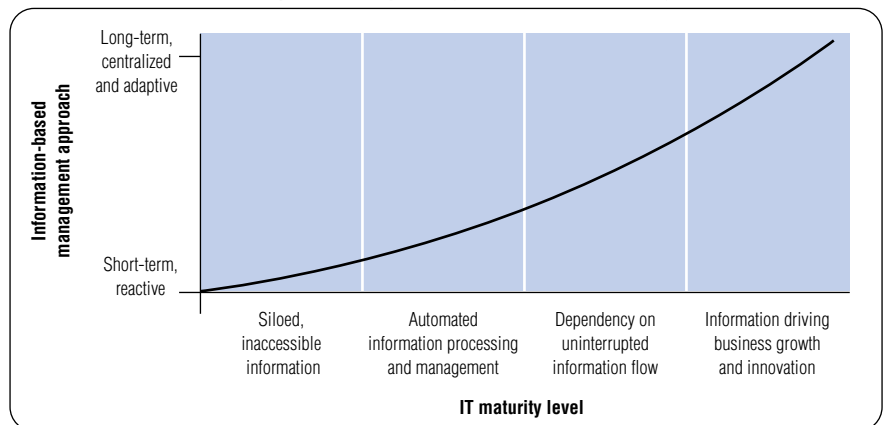 Long-term,
centralized
and adaptive
Information-based
management approach
Short-term,
reactive
Siloed,
inaccessible
information
Automated
information processing
and management
Dependency on
uninterrupted
information flow
Information driving
business growth
and innovation
IT maturity level